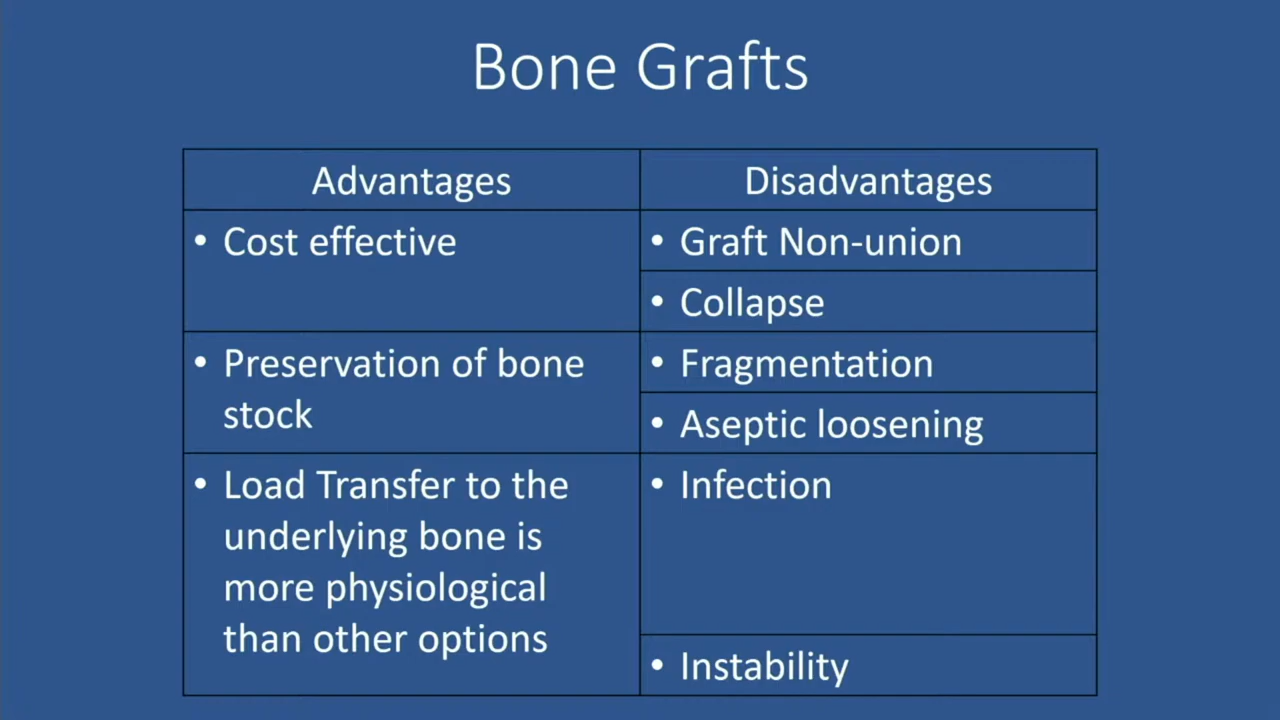 Bone Grafts
Advantages
Disadvantages
• Cost effective
• Graft Non-union
• Collapse
• Preservation of bone
stock
• Fragmentation
• Aseptic loosening
• Load Transfer to the
underlying bone is
more physiological
than other options
• Infection
• Instability